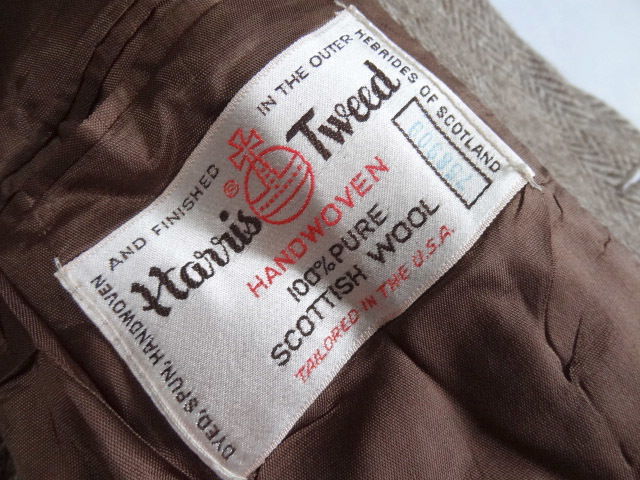 DYED, SPUN, HANDWOVEN AND FINISHED IN THE OUTER HEBRIDES OF SCOTLAND
Harris Tweed
®
HANDWOVEN
100% PURE
SCOTTISH WOOL
TAILORED IN THE U.S.A.